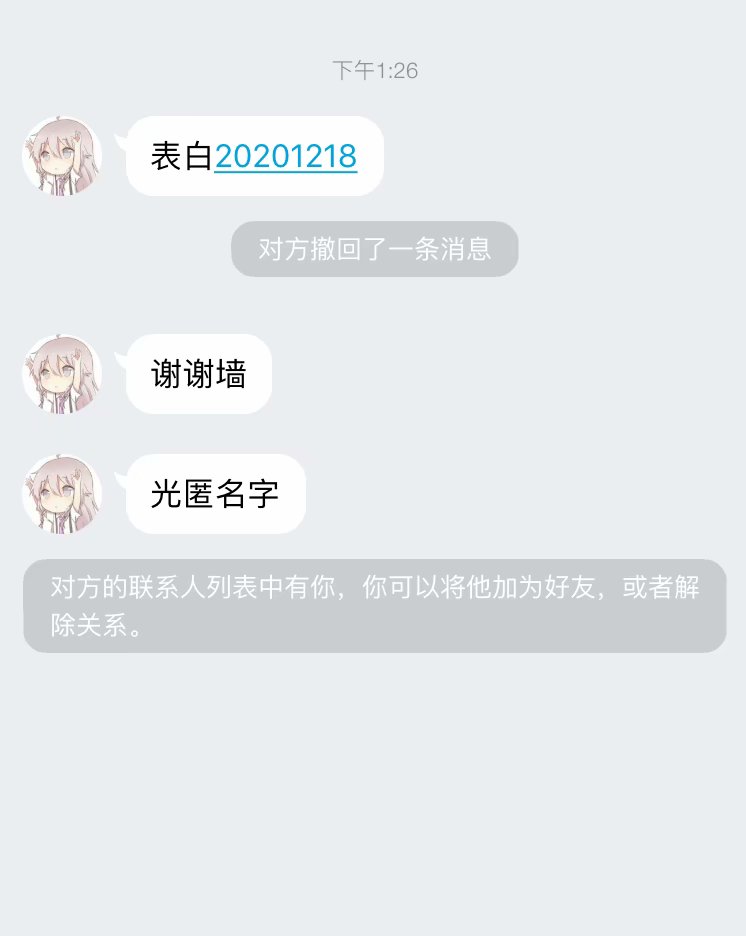 下午1:26
表白20201218
对方撤回了一条消息
谢谢墙
光匿名字
对方的联系人列表中有你，你可以将他加为好友，或者解
除关系。